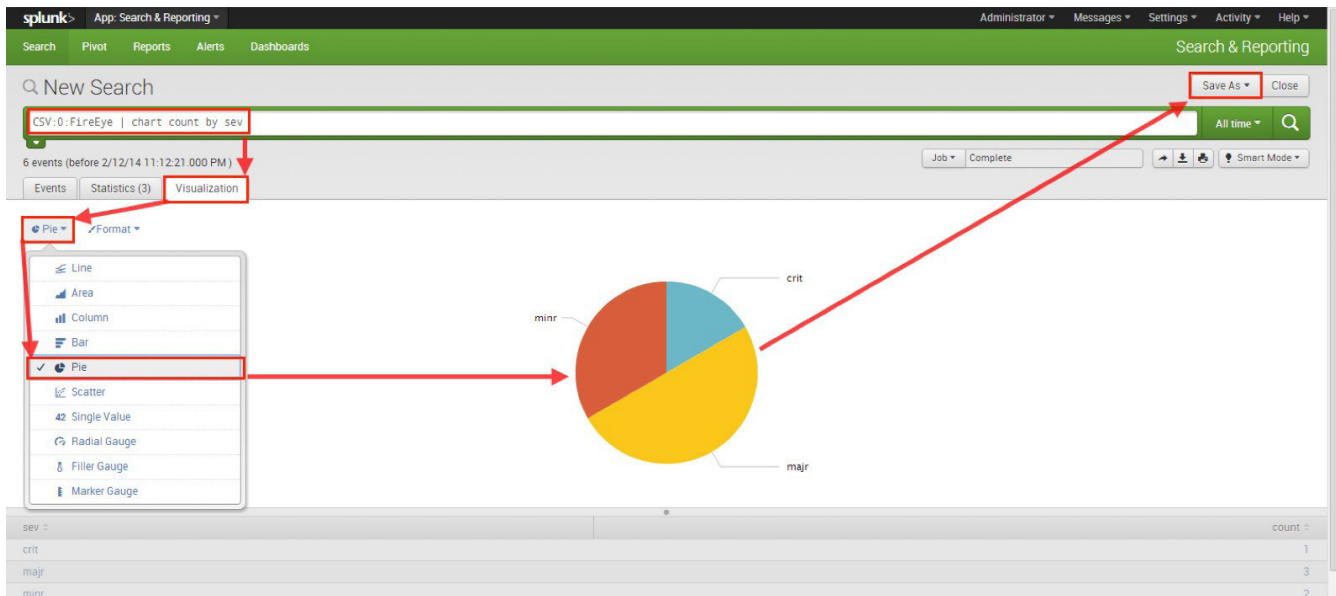 splunk> App: Search & Reporting Administrator Messages Settings Activity Help
Search Pivot Reports Alerts Dashboards Search & Reporting
New Search Save As Close
CSV:0:FireEye | chart count by sev All time
6 events (before 2/12/14 11:12:21.000 PM) Job Complete Smart Mode
Events Statistics (3) Visualization
Pie Format
Line
Area
Column
Bar
Pie
Scatter
42 Single Value
Radial Gauge
Filler Gauge
Marker Gauge
crit
minr
majr
sev count
crit 1
majr 3
minr 2